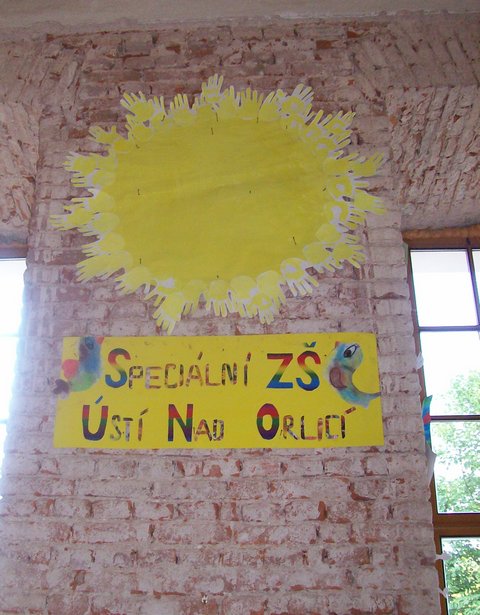 Speciální ZŠ
Ústí Nad Orlicí